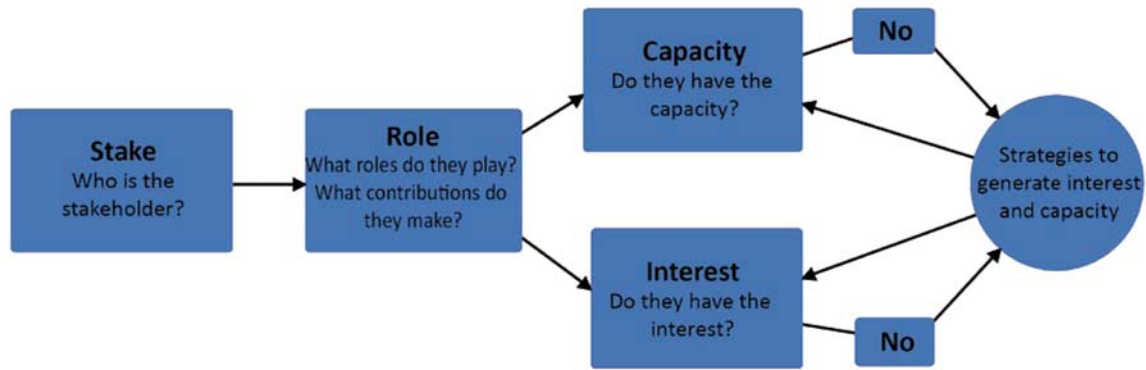 Stake
Who is the
stakeholder?
Role
What roles do they play?
What contributions do
they make?
Capacity
Do they have the
capacity?
No
Interest
Do they have the
interest?
No
Strategies to
generate interest
and capacity